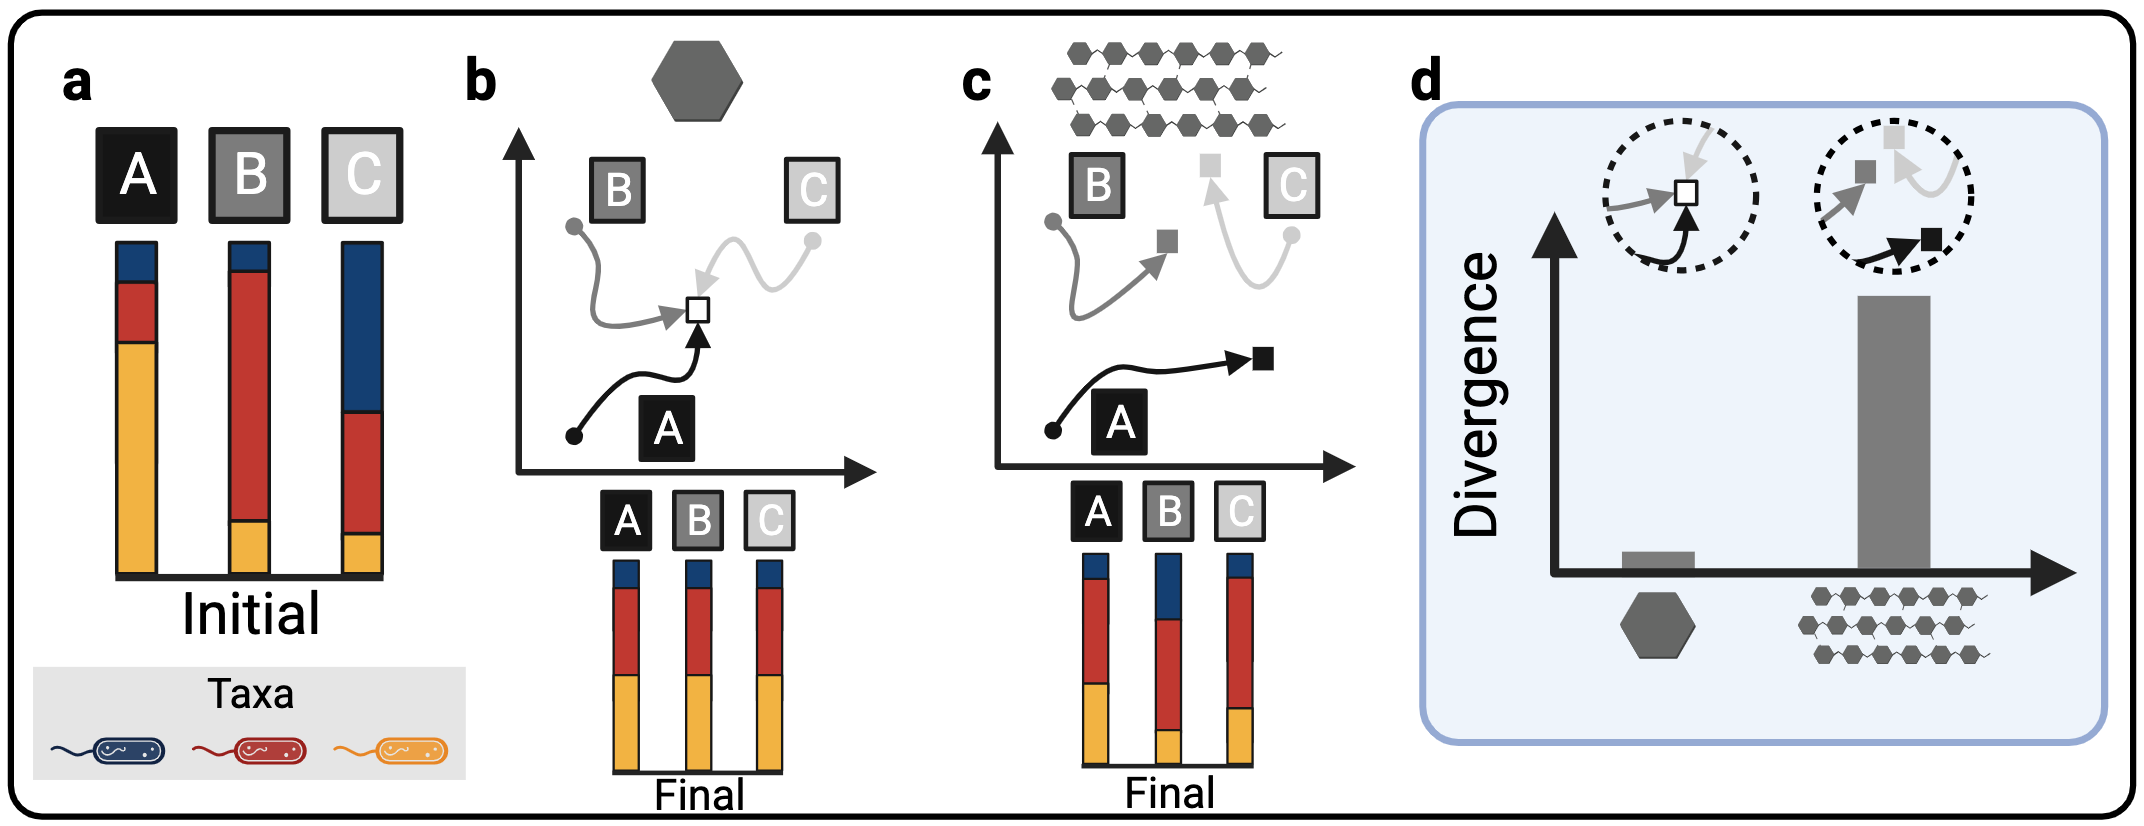 a
A B C
Initial
Taxa
b
B C
A
A B C
Final
c
B C
A
A B C
Final
d
Divergence